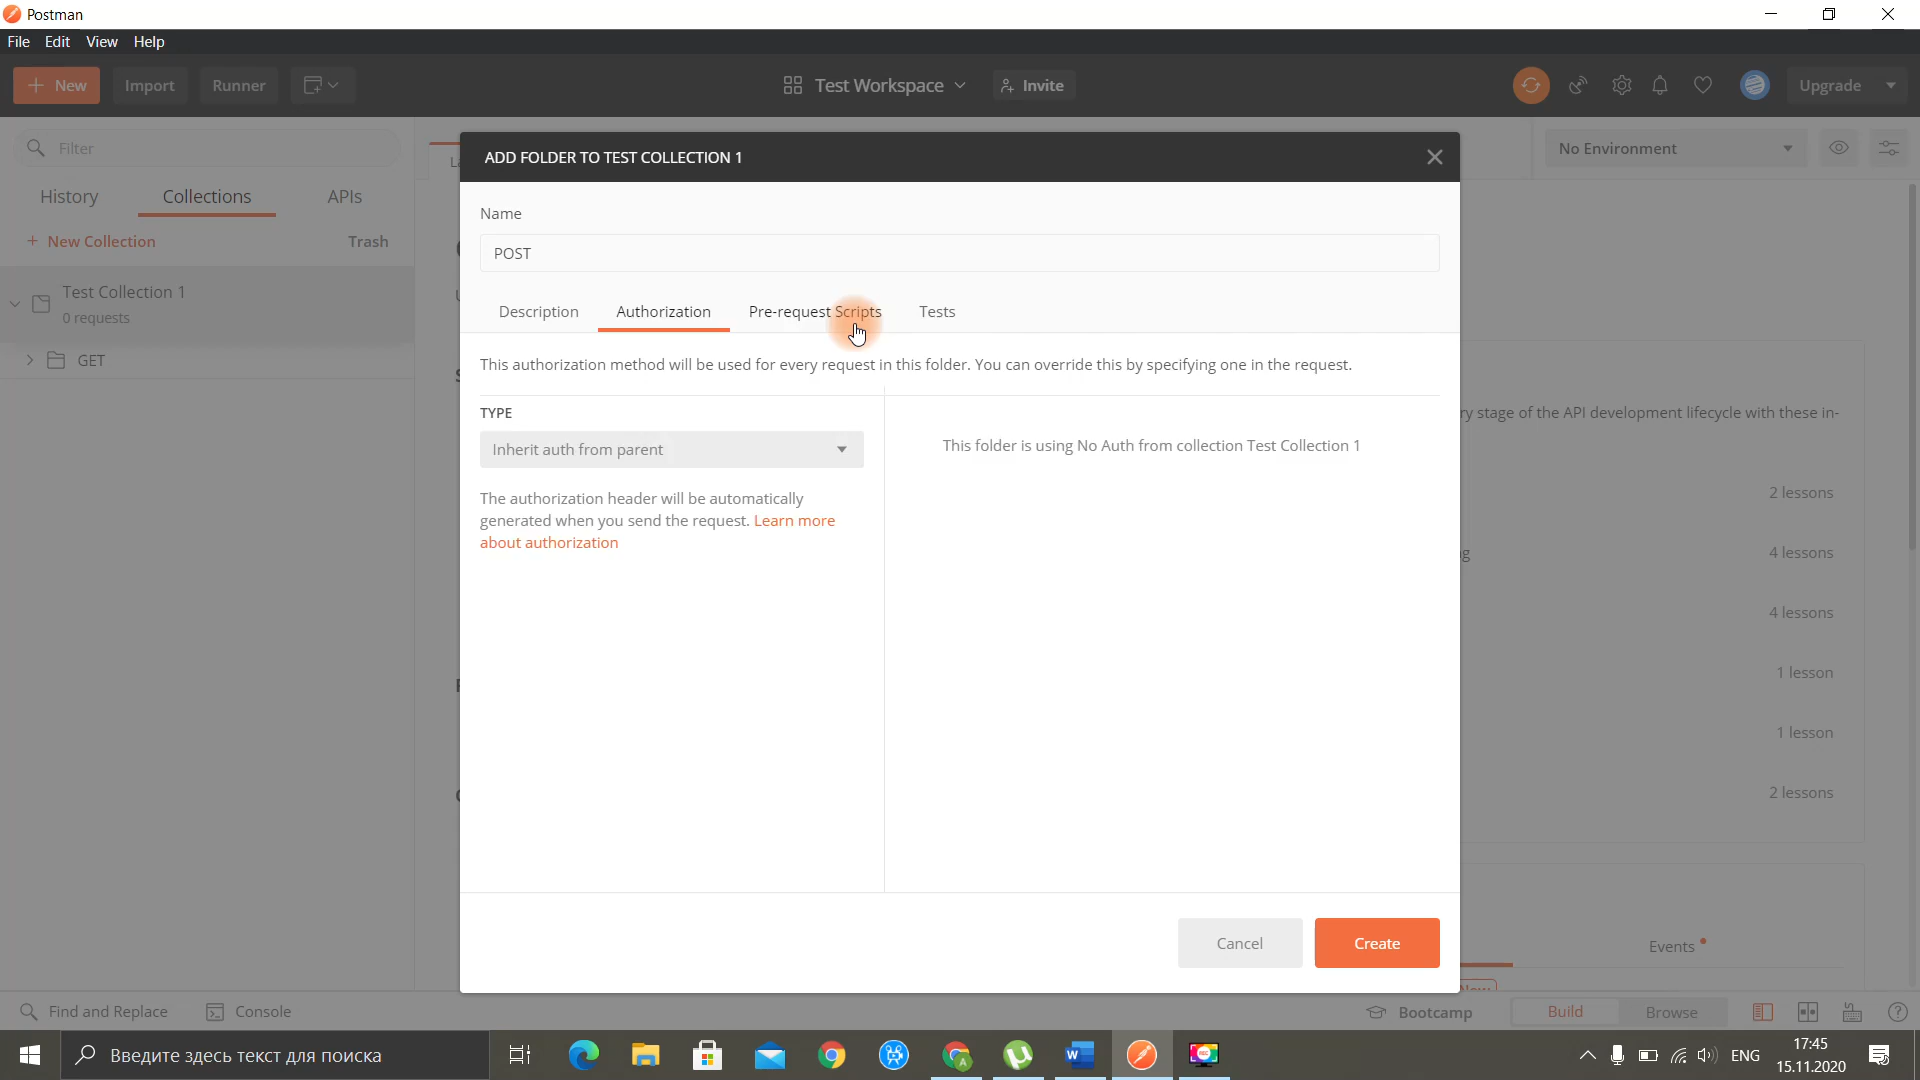 Postman
File Edit View Help
New Import Runner Test Workspace Invite Upgrade
Filter
No Environment
ADD FOLDER TO TEST COLLECTION 1
History Collections APIs
Name
New Collection Trash
POST
Test Collection 1
0 requests
Description Authorization Pre-request Scripts Tests
GET
This authorization method will be used for every request in this folder. You can override this by specifying one in the request.
TYPE
ry stage of the API development lifecycle with these in-
Inherit auth from parent
This folder is using No Auth from collection Test Collection 1
2 lessons
The authorization header will be automatically
generated when you send the request. Learn more
about authorization
4 lessons
4 lessons
1 lesson
1 lesson
2 lessons
Cancel Create
Events
Find and Replace Console Bootcamp Build Browse
Введите здесь текст для поиска
ENG
17:45
15.11.2020